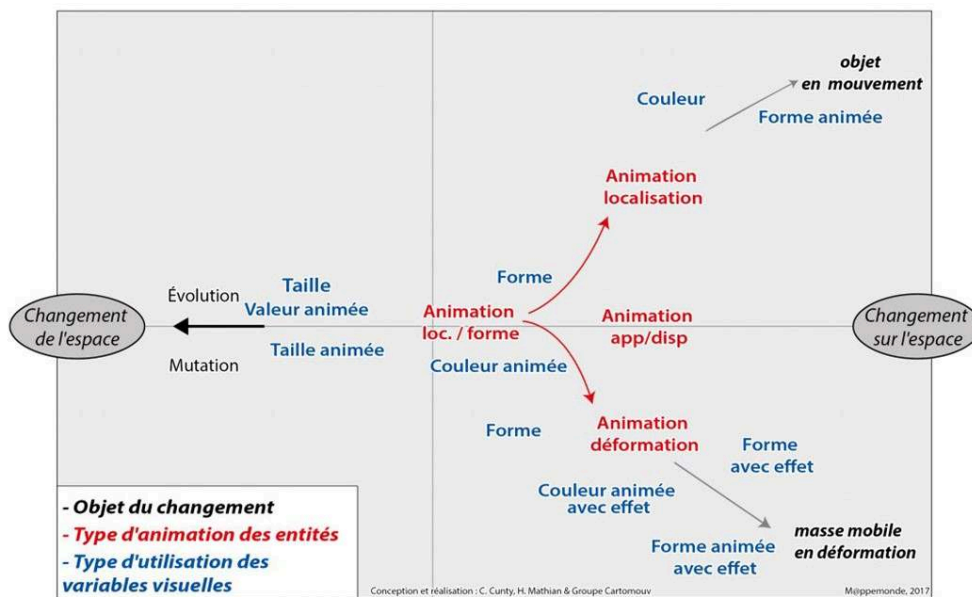 objet
en mouvement
Couleur
Forme animée
Animation
localisation
Forme
Évolution
Taille
Valeur animée
Changement
de l'espace
Animation
loc. / forme
Animation
app/disp
Changement
sur l'espace
Mutation
Taille animée
Couleur animée
Forme
Animation
déformation
Forme
avec effet
Couleur animée
avec effet
Forme animée
avec effet
masse mobile
en déformation
- Objet du changement
- Type d'animation des entités
- Type d'utilisation des
variables visuelles
Conception et réalisation : C. Cunty, H. Mathian & Groupe Cartomouv
M@ppemonde, 2017